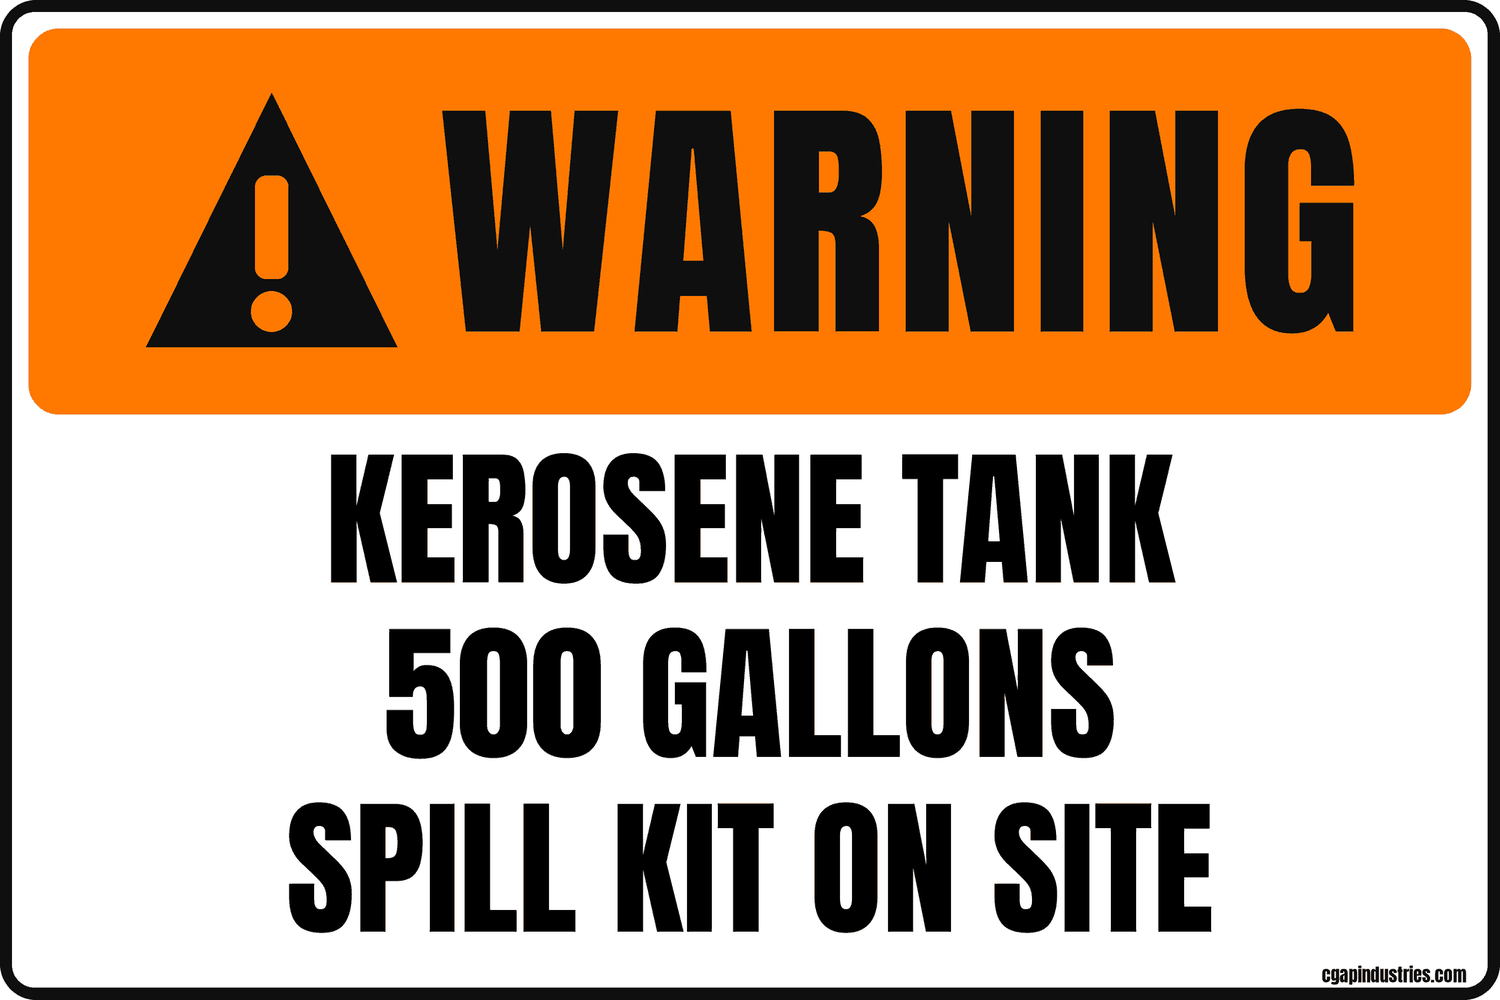 WARNING
KEROSENE TANK
500 GALLONS
SPILL KIT ON SITE
cgapindustries.com